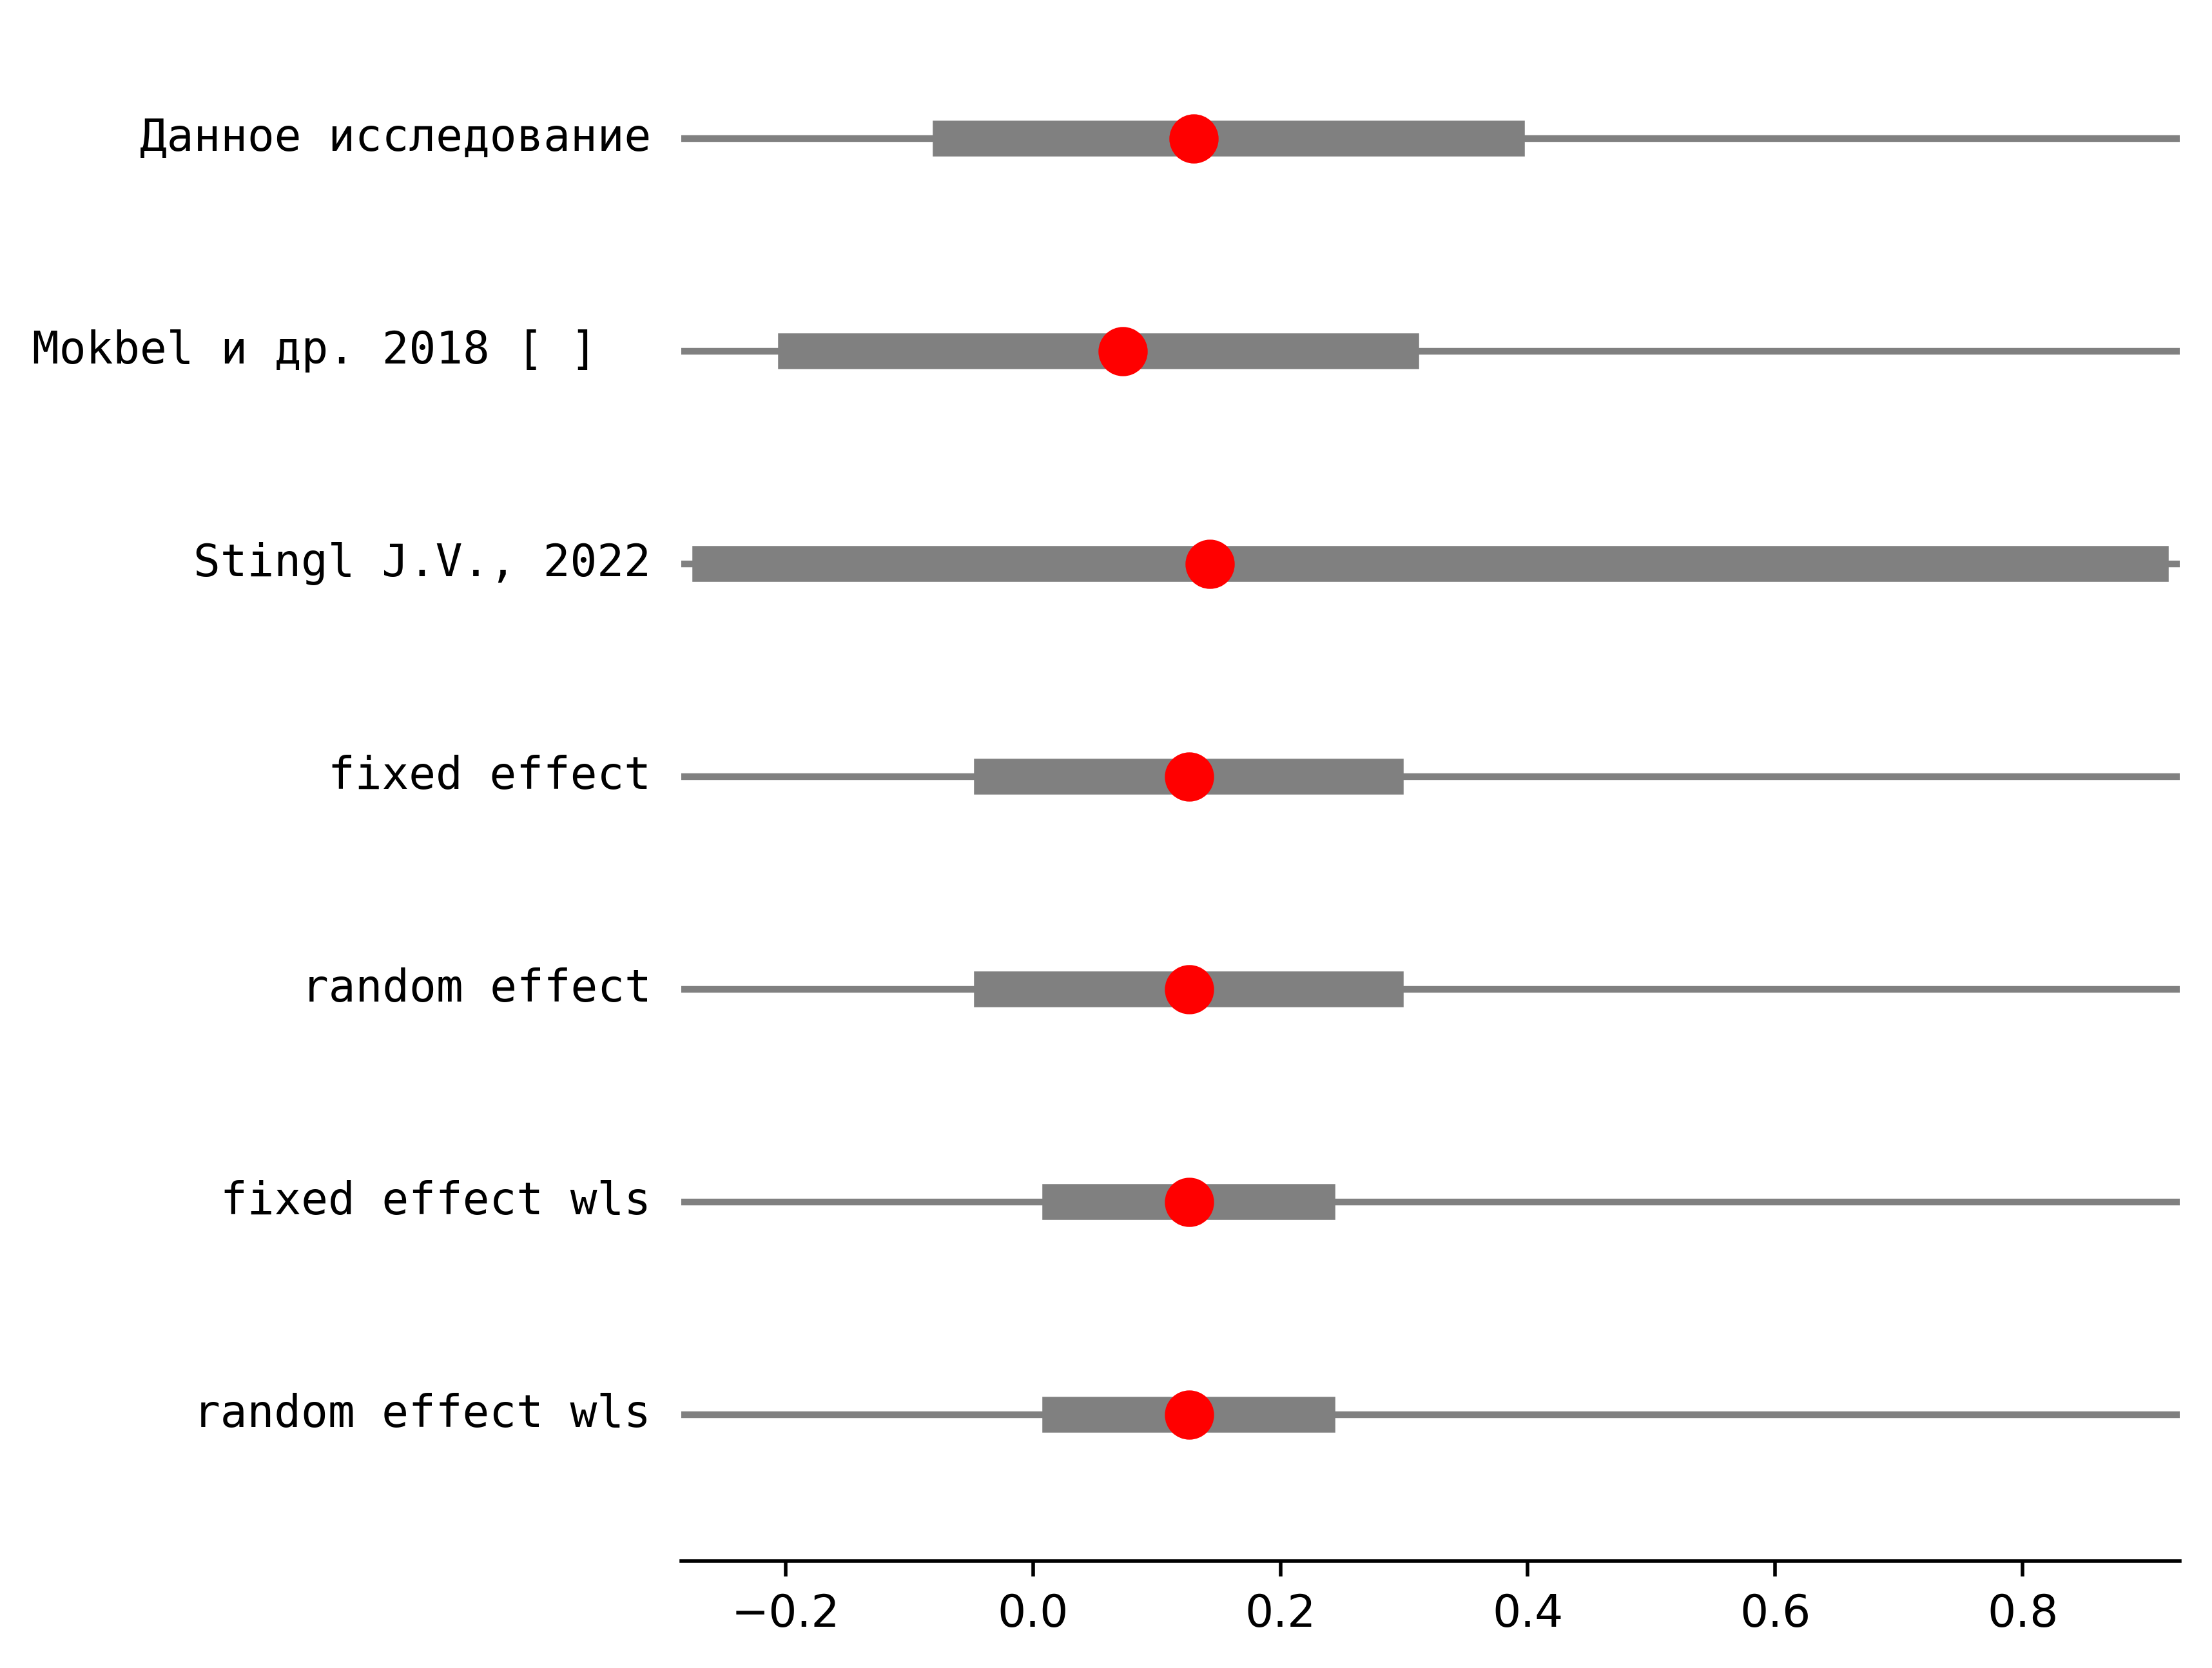 Данное исследование
Mokbel и др. 2018 [ ]
Stingl J.V., 2022
fixed effect
random effect
fixed effect wls
random effect wls
−0.2 0.0 0.2 0.4 0.6 0.8